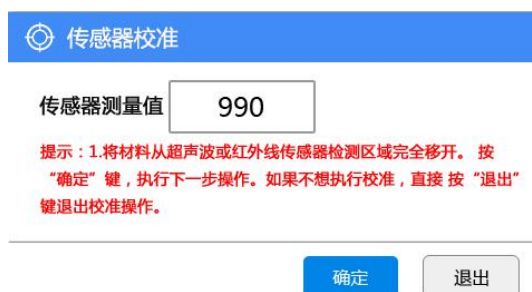 传感器校准
传感器测量值 990
提示：1.将材料从超声波或红外线传感器检测区域完全移开。 按
“确定”键，执行下一步操作。如果不想执行校准，直接 按“退出”
键退出校准操作。
确定 退出